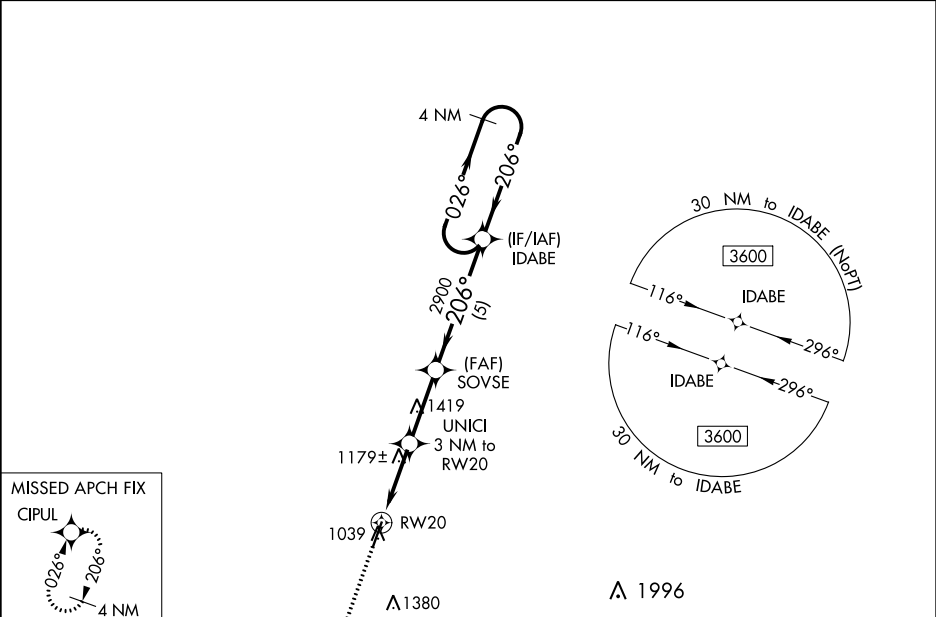 4 NM
026°
206°
(IF/IAF)
IDABE
2900
206°
(5)
(FAF)
SOVSE
1419
UNICI
3 NM to
RW20
1179±
RW20
1039
1380
1996
30 NM to IDABE (NoPT)
3600
116°
IDABE
296°
116°
IDABE
296°
3600
30 NM to IDABE
MISSED APCH FIX
CIPUL
026°
206°
4 NM